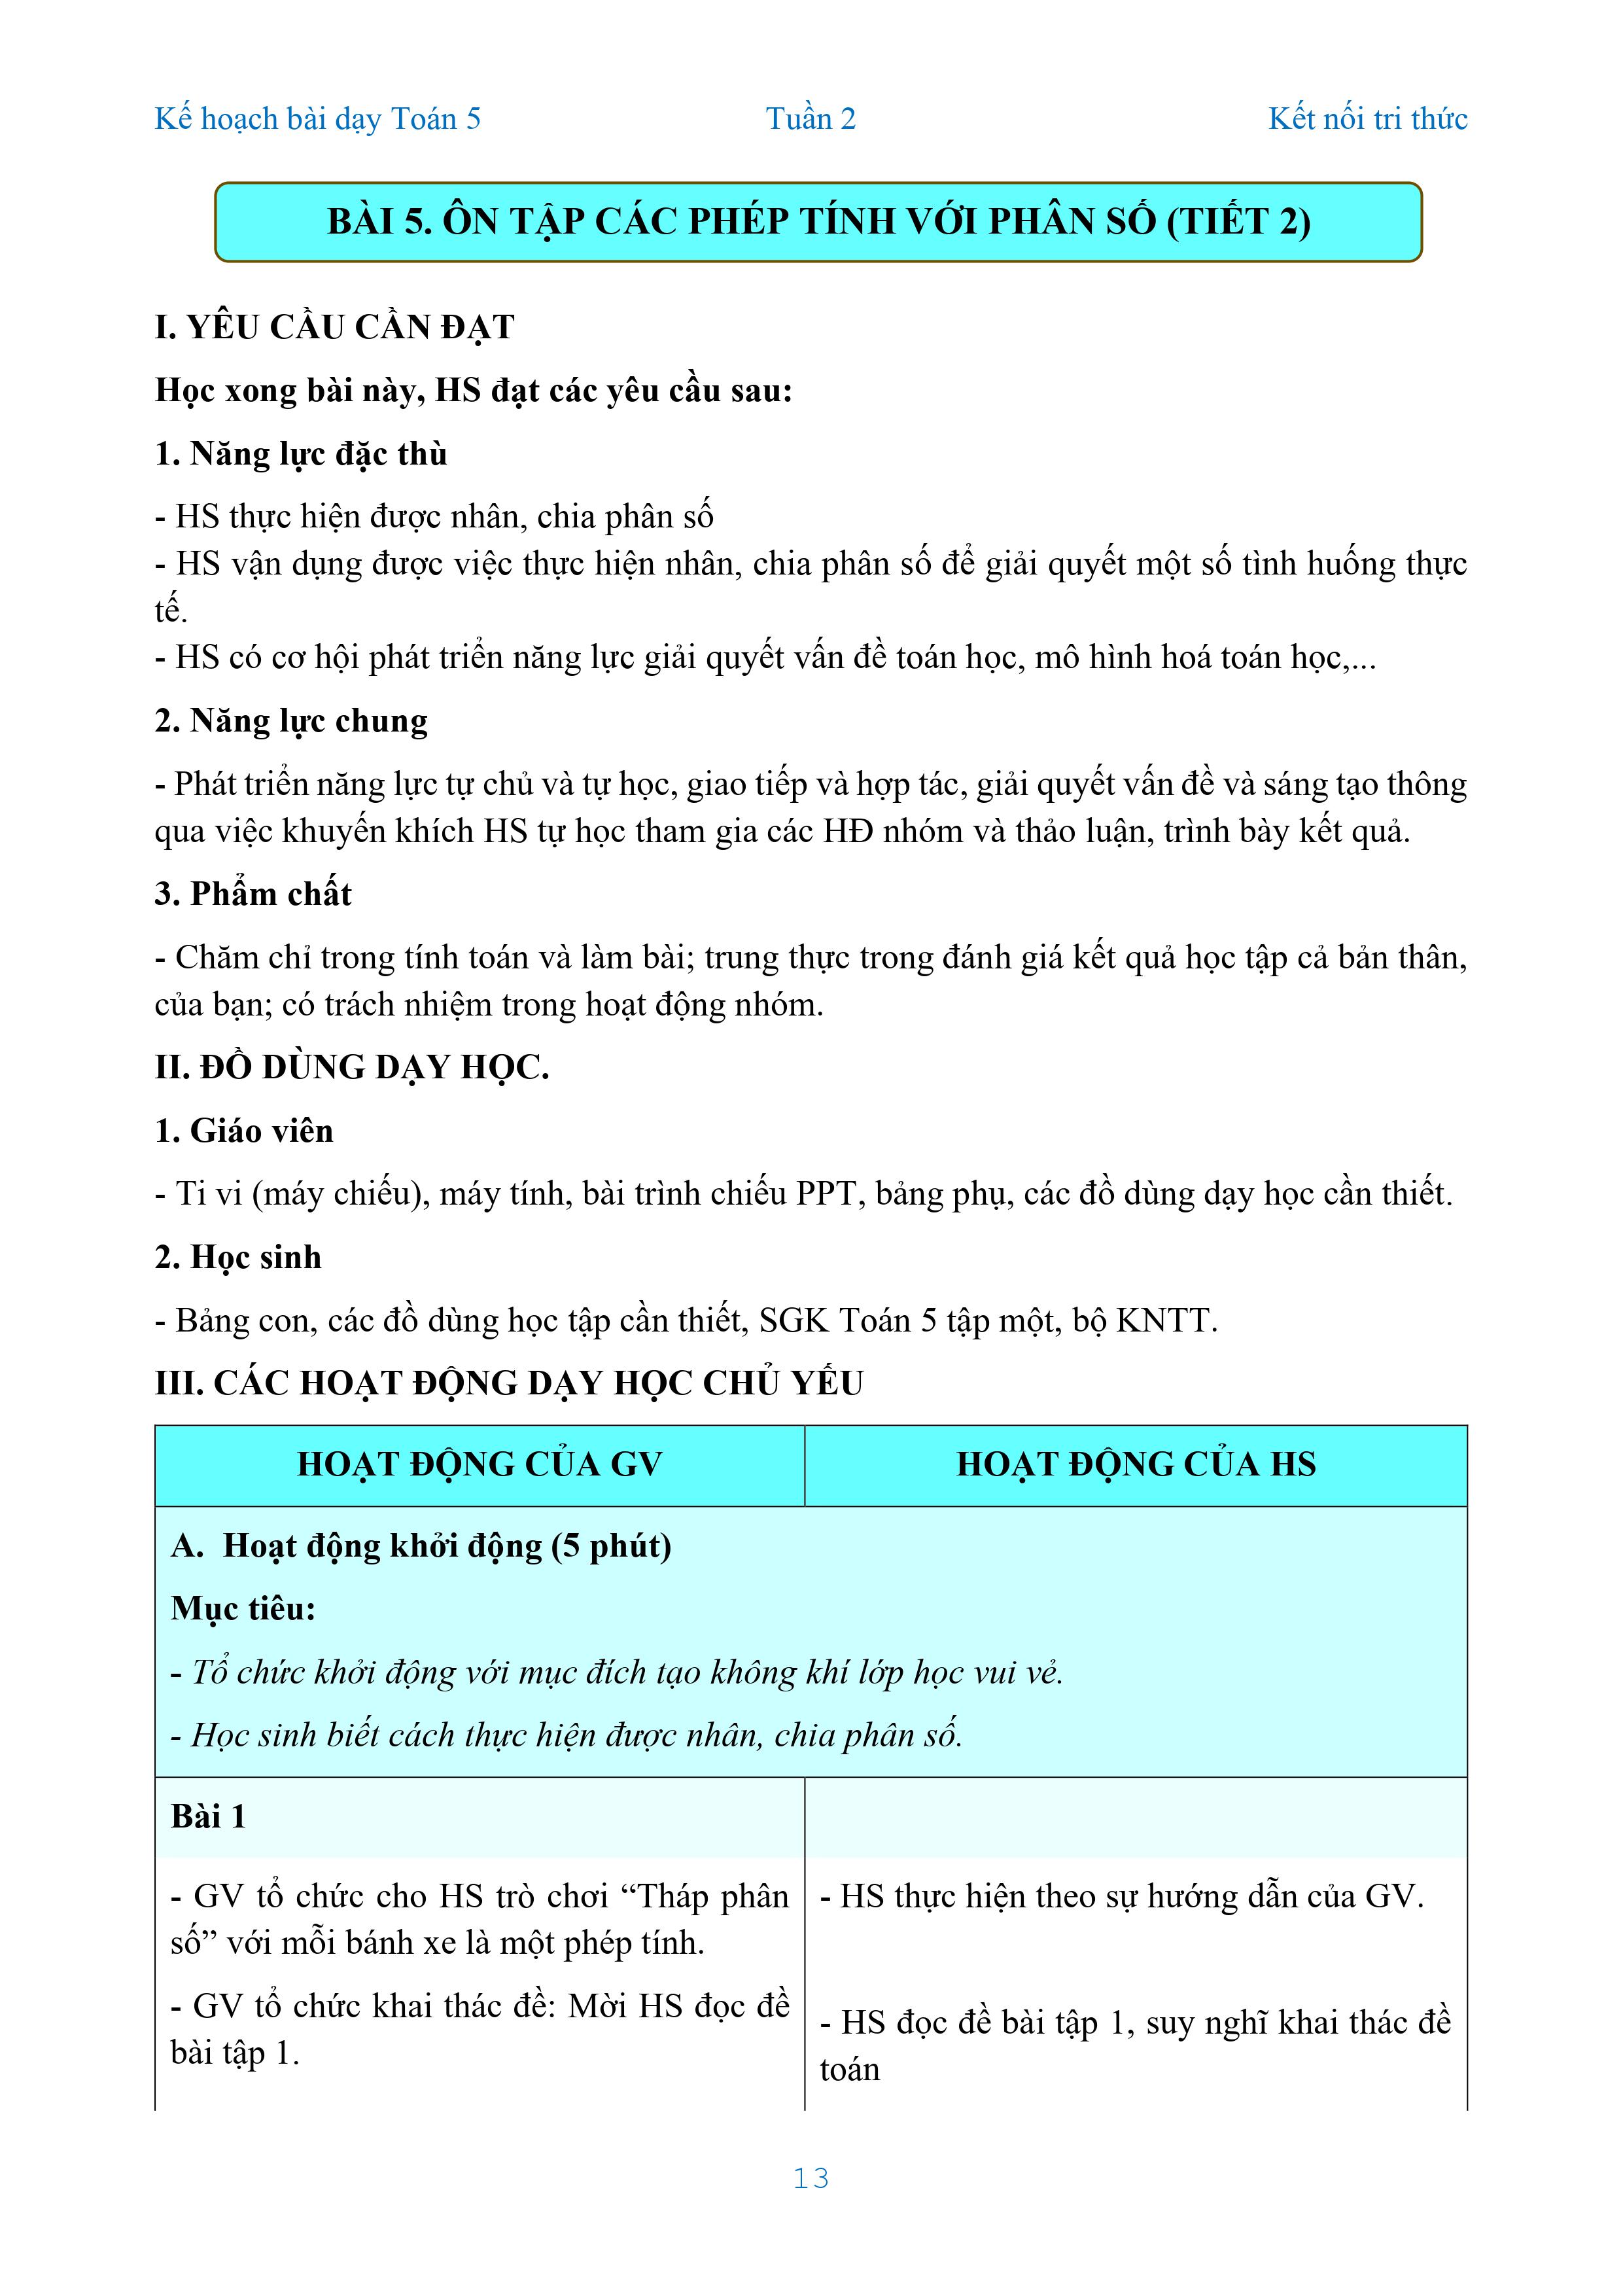 Kế hoạch bài dạy Toán 5 Tuần 2 Kết nối tri thức
BÀI 5. ÔN TẬP CÁC PHÉP TÍNH VỚI PHÂN SỐ (TIẾT 2)
I. YÊU CẦU CẦN ĐẠT
Học xong bài này, HS đạt các yêu cầu sau:
1. Năng lực đặc thù
- HS thực hiện được nhân, chia phân số
- HS vận dụng được việc thực hiện nhân, chia phân số để giải quyết một số tình huống thực
tế.
- HS có cơ hội phát triển năng lực giải quyết vấn đề toán học, mô hình hoá toán học,...
2. Năng lực chung
- Phát triển năng lực tự chủ và tự học, giao tiếp và hợp tác, giải quyết vấn đề và sáng tạo thông
qua việc khuyến khích HS tự học tham gia các HĐ nhóm và thảo luận, trình bày kết quả.
3. Phẩm chất
- Chăm chỉ trong tính toán và làm bài; trung thực trong đánh giá kết quả học tập cả bản thân,
của bạn; có trách nhiệm trong hoạt động nhóm.
II. ĐỒ DÙNG DẠY HỌC.
1. Giáo viên
- Ti vi (máy chiếu), máy tính, bài trình chiếu PPT, bảng phụ, các đồ dùng dạy học cần thiết.
2. Học sinh
- Bảng con, các đồ dùng học tập cần thiết, SGK Toán 5 tập một, bộ KNTT.
III. CÁC HOẠT ĐỘNG DẠY HỌC CHỦ YẾU
HOẠT ĐỘNG CỦA GV HOẠT ĐỘNG CỦA HS
A. Hoạt động khởi động (5 phút)
Mục tiêu:
- Tổ chức khởi động với mục đích tạo không khí lớp học vui vẻ.
- Học sinh biết cách thực hiện được nhân, chia phân số.
Bài 1
- GV tổ chức cho HS trò chơi “Tháp phân
số” với mỗi bánh xe là một phép tính.
- GV tổ chức khai thác đề: Mời HS đọc đề
bài tập 1.
- HS thực hiện theo sự hướng dẫn của GV.
- HS đọc đề bài tập 1, suy nghĩ khai thác đề
toán
13